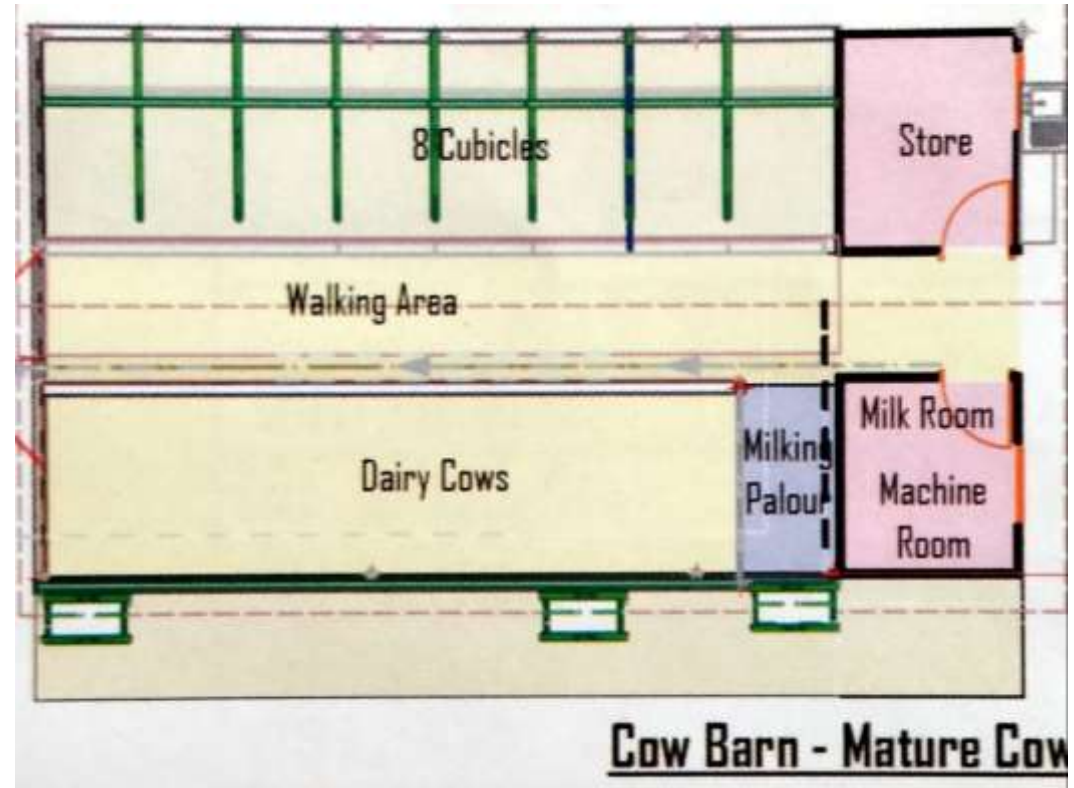 8 Cubicles
Store
Walking Area
Milk Room
Milking
Palour
Dairy Cows
Machine
Room
Cow Barn - Mature Cow